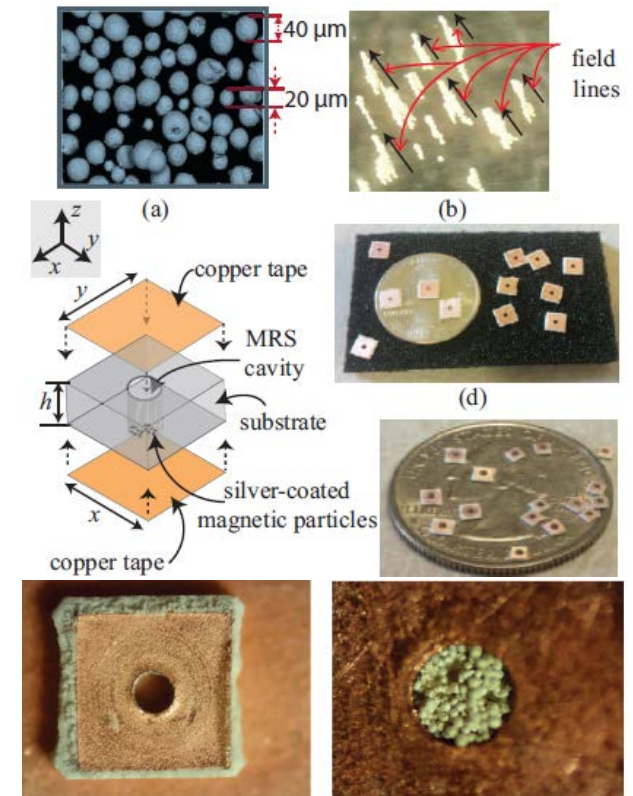 40 μm
20 μm
field
lines
(a)
(b)
z
x
y
copper tape
y
MRS
cavity
h
substrate
(d)
silver-coated
magnetic particles
x
copper tape